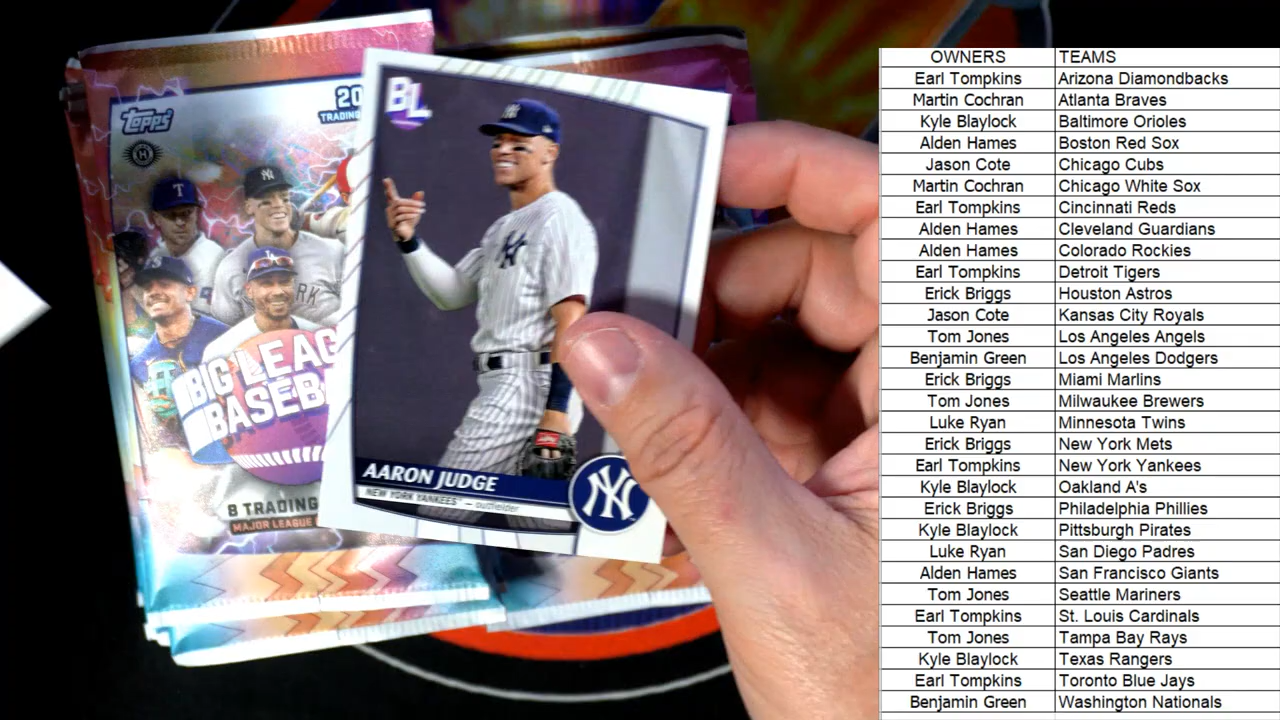 topps
20
TRADING
BIG LEAG
BASEB
8 TRADING
MAJOR LEAGUE
BL
AARON JUDGE
NEW YORK YANKEES — outfielder
NY
OWNERS TEAMS
Earl Tompkins Arizona Diamondbacks
Martin Cochran Atlanta Braves
Kyle Blaylock Baltimore Orioles
Alden Hames Boston Red Sox
Jason Cote Chicago Cubs
Martin Cochran Chicago White Sox
Earl Tompkins Cincinnati Reds
Alden Hames Cleveland Guardians
Alden Hames Colorado Rockies
Earl Tompkins Detroit Tigers
Erick Briggs Houston Astros
Jason Cote Kansas City Royals
Tom Jones Los Angeles Angels
Benjamin Green Los Angeles Dodgers
Erick Briggs Miami Marlins
Tom Jones Milwaukee Brewers
Luke Ryan Minnesota Twins
Erick Briggs New York Mets
Earl Tompkins New York Yankees
Kyle Blaylock Oakland A's
Erick Briggs Philadelphia Phillies
Kyle Blaylock Pittsburgh Pirates
Luke Ryan San Diego Padres
Alden Hames San Francisco Giants
Tom Jones Seattle Mariners
Earl Tompkins St. Louis Cardinals
Tom Jones Tampa Bay Rays
Kyle Blaylock Texas Rangers
Earl Tompkins Toronto Blue Jays
Benjamin Green Washington Nationals